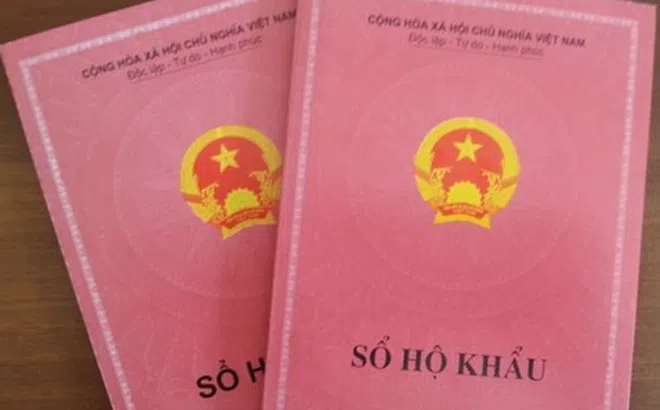 CỘNG HÒA XÃ HỘI CHỦ NGHĨA VIỆT NAM
Độc lập - Tự do - Hạnh phúc
SỔ H
CỘNG HÒA XÃ HỘI CHỦ NGHĨA VIỆT NAM
Độc lập - Tự do - Hạnh phúc
SỔ HỘ KHẨU